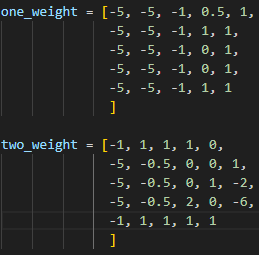 one_weight = [-5, -5, -1, 0.5, 1,
-5, -5, -1, 1, 1,
-5, -5, -1, 0, 1,
-5, -5, -1, 0, 1,
-5, -5, -1, 1, 1
]
two_weight = [-1, 1, 1, 1, 0,
-5, -0.5, 0, 0, 1,
-5, -0.5, 0, 1, -2,
-5, -0.5, 2, 0, -6,
-1, 1, 1, 1, 1
]